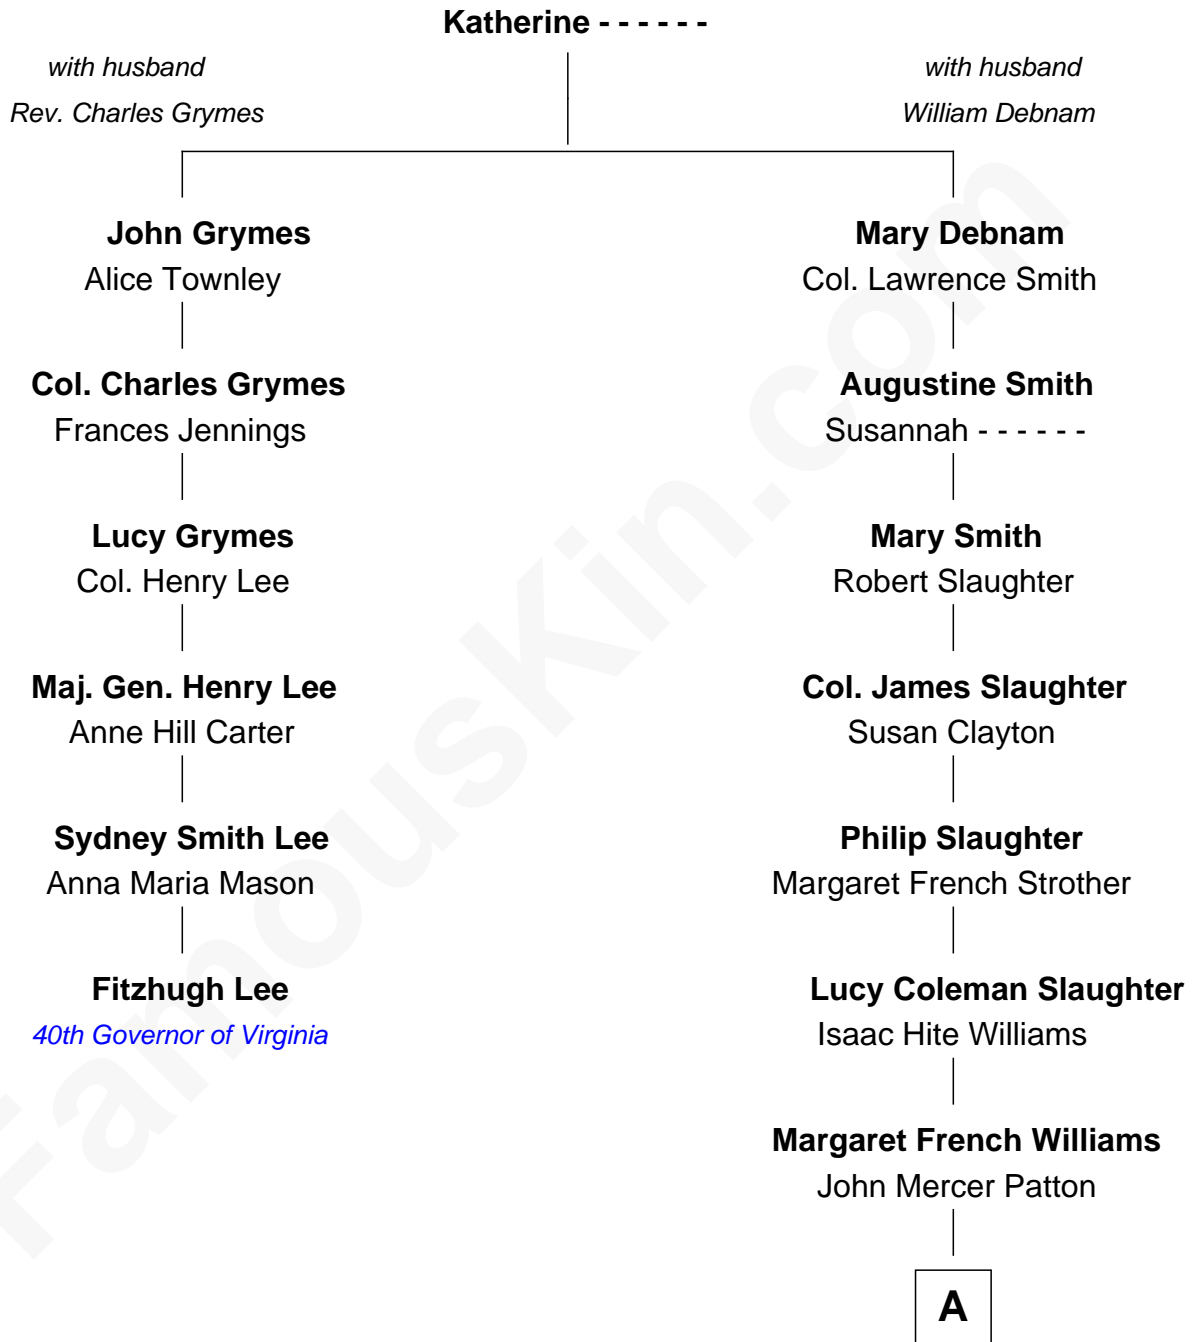 Katherine - - - - - -
with husband
Rev. Charles Grymes
with husband
William Debnam
John Grymes
Alice Townley
Mary Debnam
Col. Lawrence Smith
Col. Charles Grymes
Frances Jennings
Augustine Smith
Susannah - - - - - -
Lucy Grymes
Col. Henry Lee
Mary Smith
Robert Slaughter
Maj. Gen. Henry Lee
Anne Hill Carter
Col. James Slaughter
Susan Clayton
Sydney Smith Lee
Anna Maria Mason
Philip Slaughter
Margaret French Strother
Fitzhugh Lee
40th Governor of Virginia
Lucy Coleman Slaughter
Isaac Hite Williams
Margaret French Williams
John Mercer Patton
A
FamousKin.com